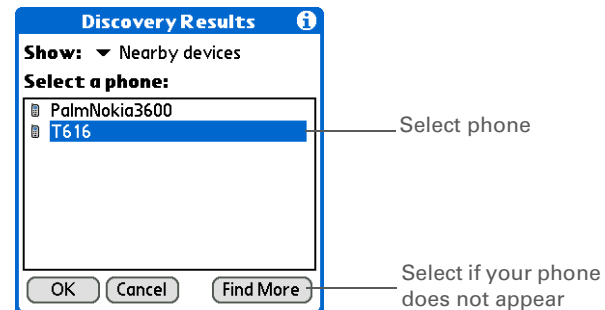 Discovery Results
Show: Nearby devices
Select a phone:
PalmNokia3600
T616
Select phone
OK Cancel Find More
Select if your phone
does not appear